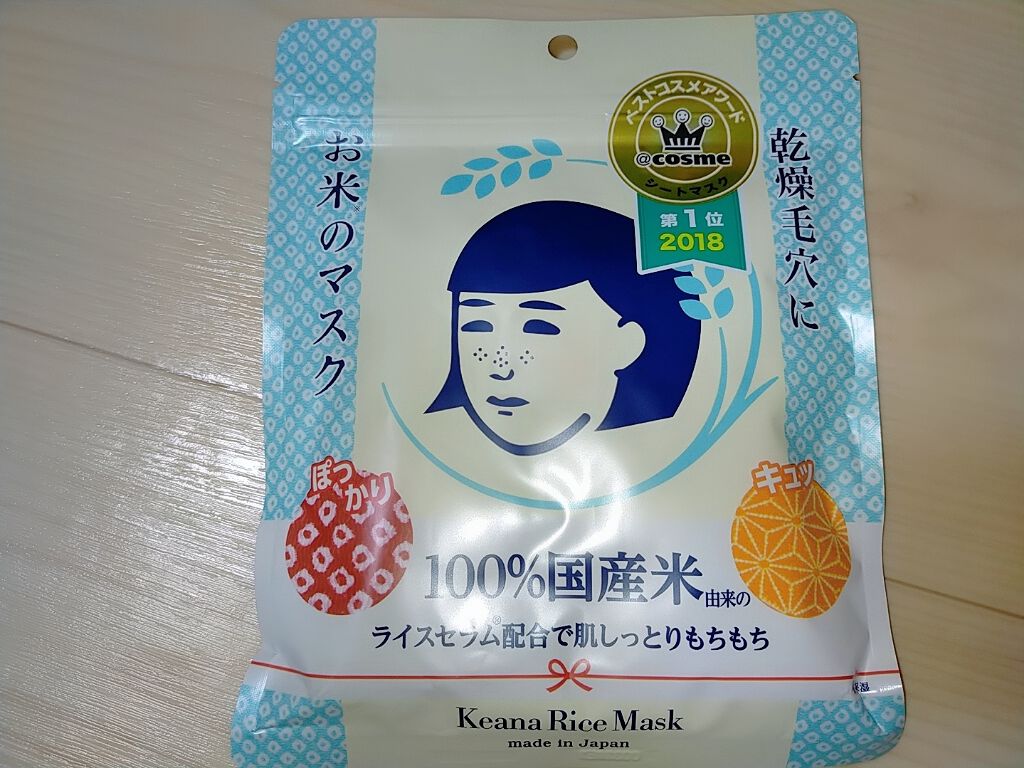 ベストコスメアワード
@cosme
シートマスク
第1位
2018
乾燥毛穴に
お米※のマスク
ぽっかり
キュッ
100%国産米由来の
ライスセラム®配合で肌しっとりもちもち
Keana Rice Mask
made in Japan